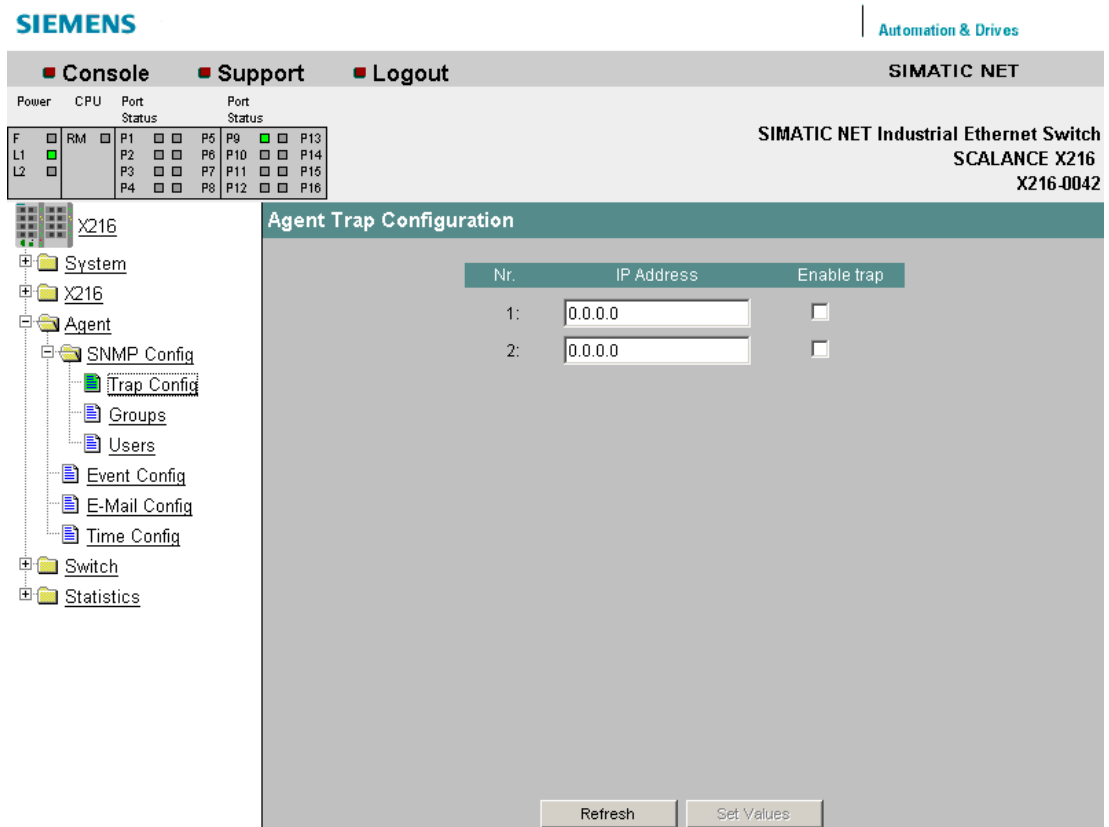 SIEMENS
Automation & Drives
Console Support Logout SIMATIC NET
Power CPU Port Status Port Status
F RM P1 P5 P9 P13
L1 P2 P6 P10 P14
L2 P3 P7 P11 P15
P4 P8 P12 P16
SIMATIC NET Industrial Ethernet Switch
SCALANCE X216
X216-0042
X216
System
X216
Agent
SNMP Config
Trap Config
Groups
Users
Event Config
E-Mail Config
Time Config
Switch
Statistics
Agent Trap Configuration
Nr. IP Address Enable trap
1: 0.0.0.0
2: 0.0.0.0
Refresh Set Values